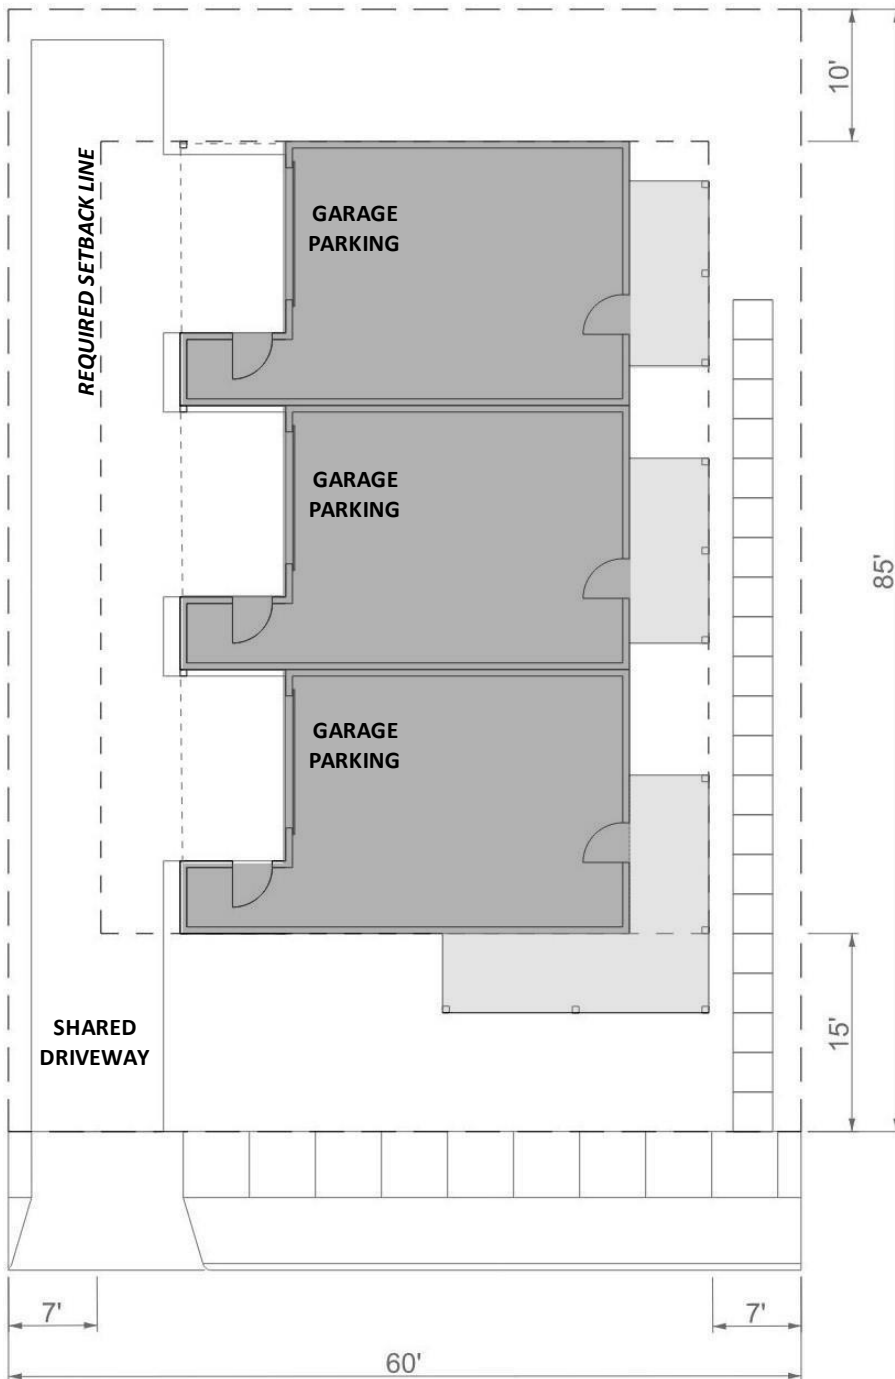 10'
REQUIRED SETBACK LINE
GARAGE
PARKING
GARAGE
PARKING
85'
GARAGE
PARKING
SHARED
DRIVEWAY
15'
7'
7'
60'